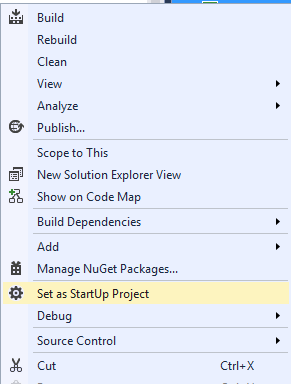 Build
Rebuild
Clean
View
Analyze
Publish...
Scope to This
New Solution Explorer View
Show on Code Map
Build Dependencies
Add
Manage NuGet Packages...
Set as StartUp Project
Debug
Source Control
Cut Ctrl+X